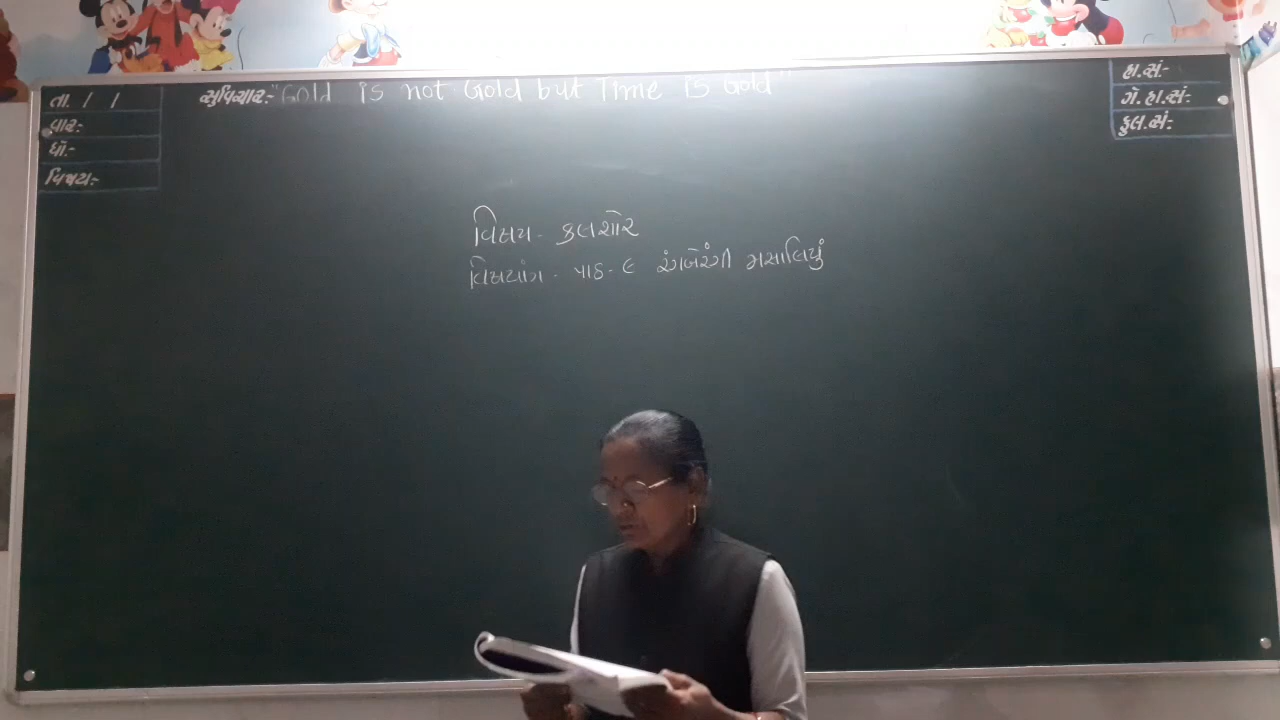 તા. / /
વાર:-
ધો.-
વિષય:-
સુવિચાર:- "Gold is not Gold but Time is Gold"
હા.સં:-
ગે.હા.સં:-
કુલ.સં:-
વિષય - કલશોર
વિષયાંગ - પાઠ - ૯ રંગબેરંગી મસાલિયું